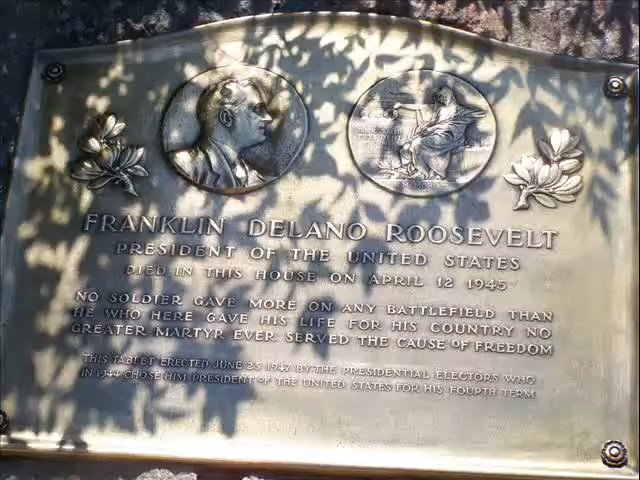 FRANKLIN DELANO ROOSEVELT
PRESIDENT OF THE UNITED STATES
DIED IN THIS HOUSE ON APRIL 12 1945
NO SOLDIER GAVE MORE ON ANY BATTLEFIELD THAN
HE WHO HERE GAVE HIS LIFE FOR HIS COUNTRY NO
GREATER MARTYR EVER SERVED THE CAUSE OF FREEDOM
THIS TABLET ERECTED JUNE 25 1947 BY THE PRESIDENTIAL ELECTORS WHO
IN 1944 CHOSE HIM PRESIDENT OF THE UNITED STATES FOR HIS FOURTH TERM